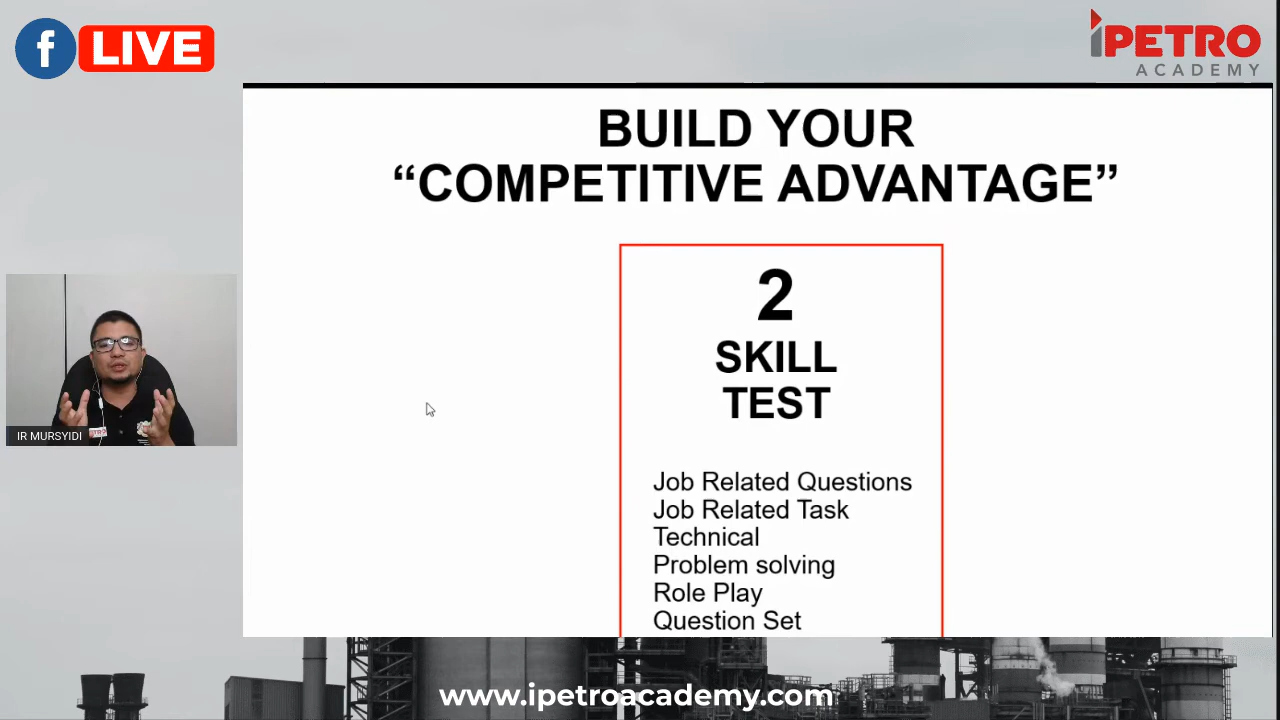 f LIVE
iPETRO
ACADEMY
BUILD YOUR
“COMPETITIVE ADVANTAGE”
2
SKILL
TEST
Job Related Questions
Job Related Task
Technical
Problem solving
Role Play
Question Set
IR MURSYIDI
www.ipetroacademy.com